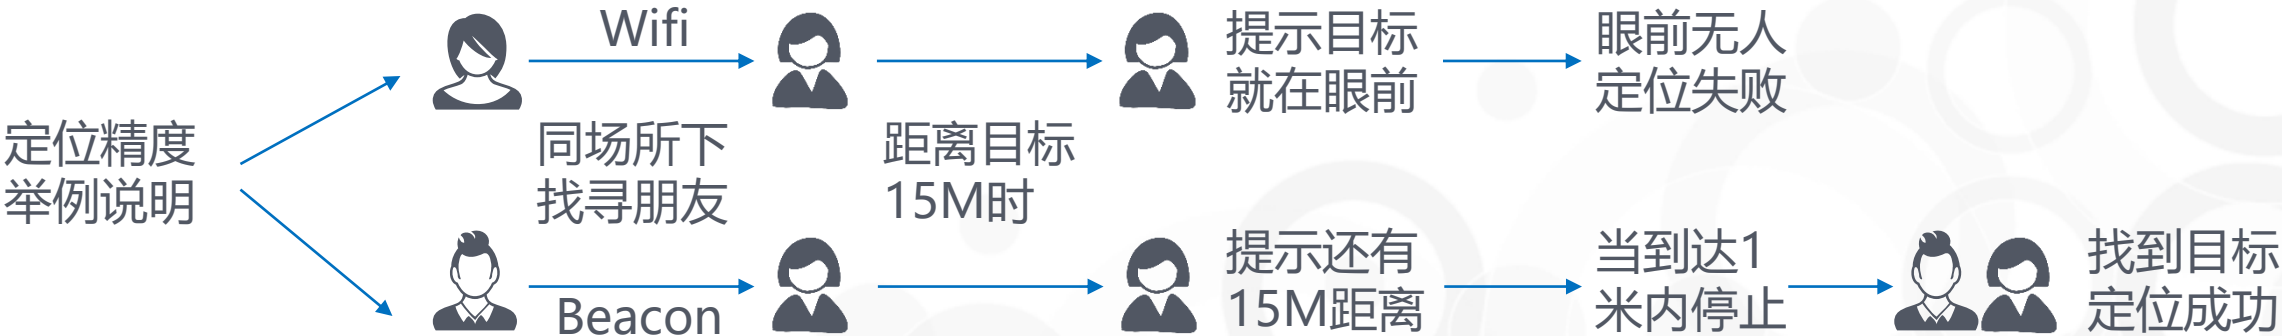 定位精度
举例说明
Wifi
同场所下
找寻朋友
距离目标
15M时
提示目标
就在眼前
眼前无人
定位失败
Beacon
提示还有
15M距离
当到达1
米内停止
找到目标
定位成功